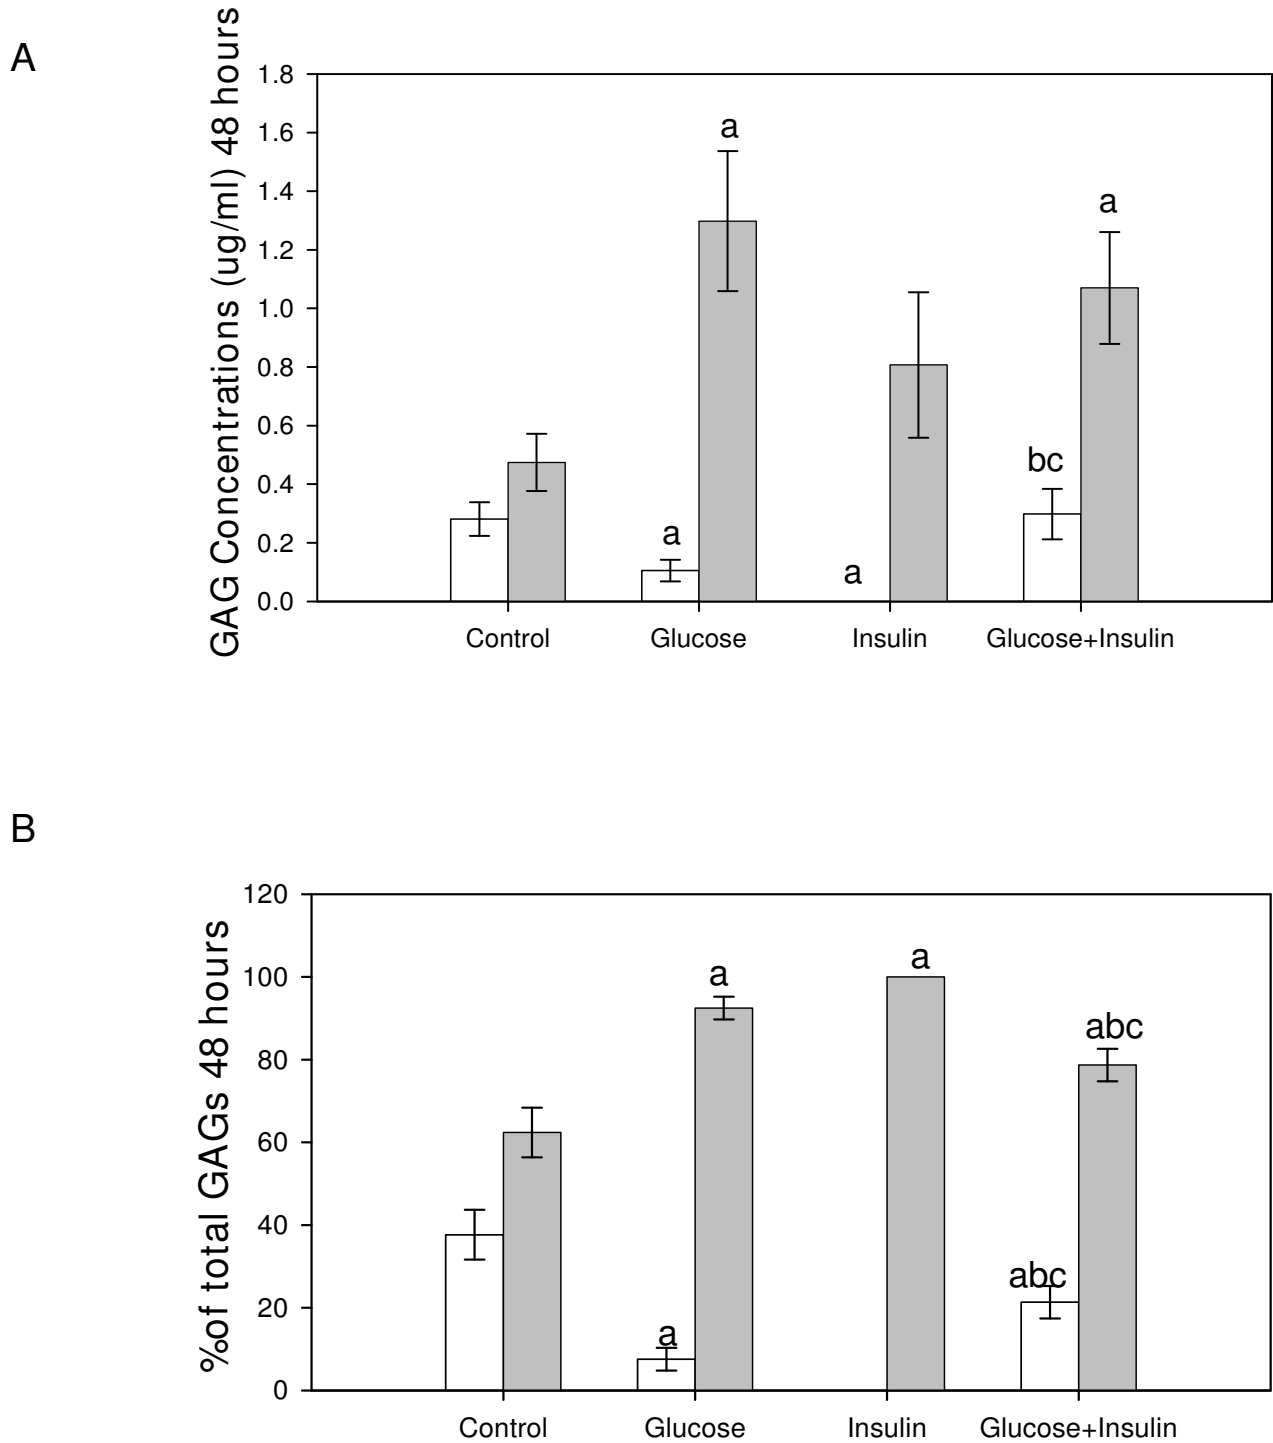 A
GAG Concentrations (ug/ml) 48 hours
1.8
1.6
1.4
1.2
1.0
0.8
0.6
0.4
0.2
0.0
a
a
a
a
bc
a
Control Glucose Insulin Glucose+Insulin
B
%of total GAGs 48 hours
120
100
80
60
40
20
0
a
a
a
abc
abc
Control Glucose Insulin Glucose+Insulin